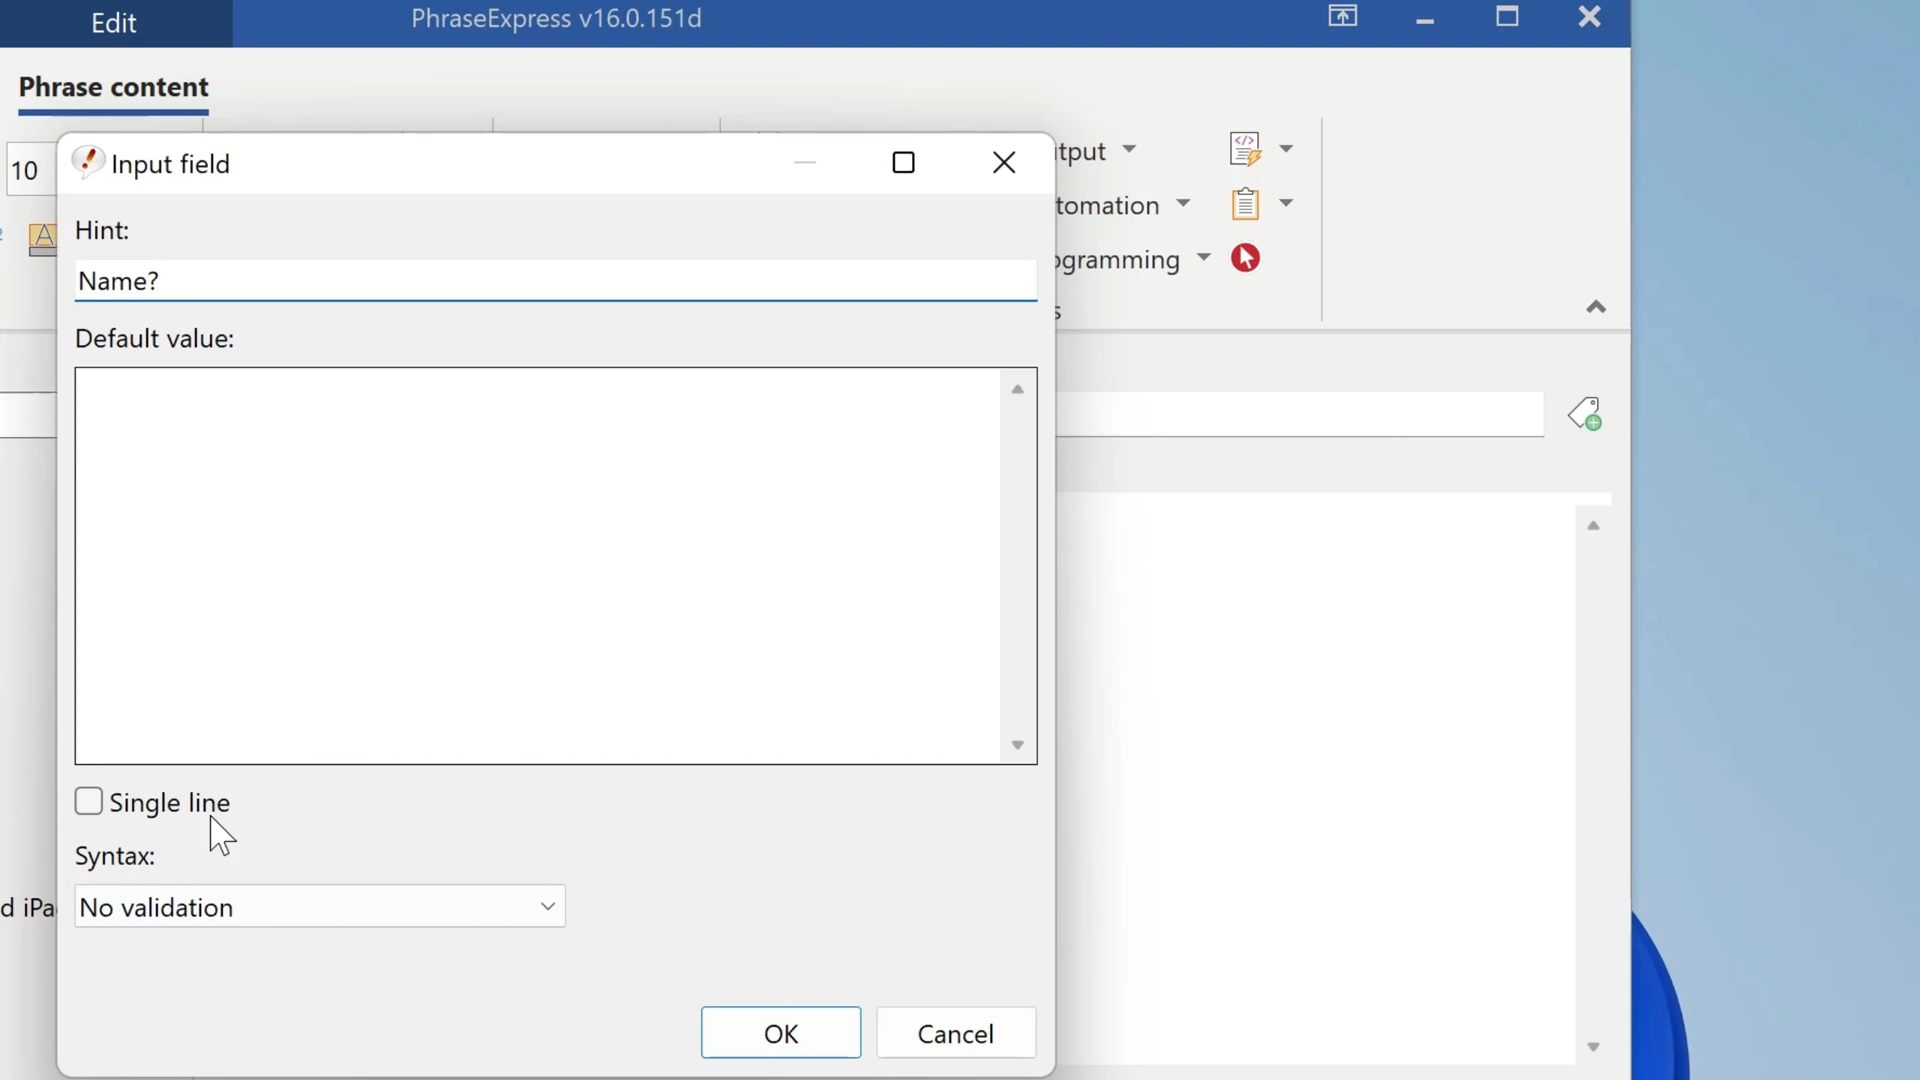 Edit
PhraseExpress v16.0.151d
Phrase content
10
Input field
tput
Hint:
tomation
Name?
ogramming
s
Default value:
Single line
Syntax:
No validation
d iPa
OK
Cancel